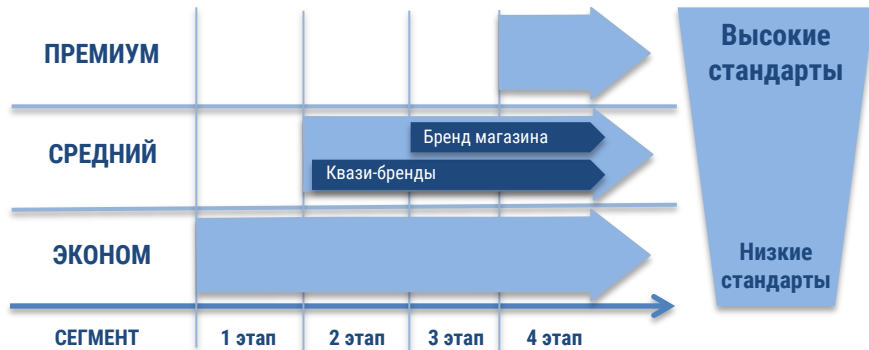 ПРЕМИУМ
Высокие
стандарты
СРЕДНИЙ
Бренд магазина
Квази-бренды
ЭКОНОМ
Низкие
стандарты
СЕГМЕНТ
1 этап
2 этап
3 этап
4 этап